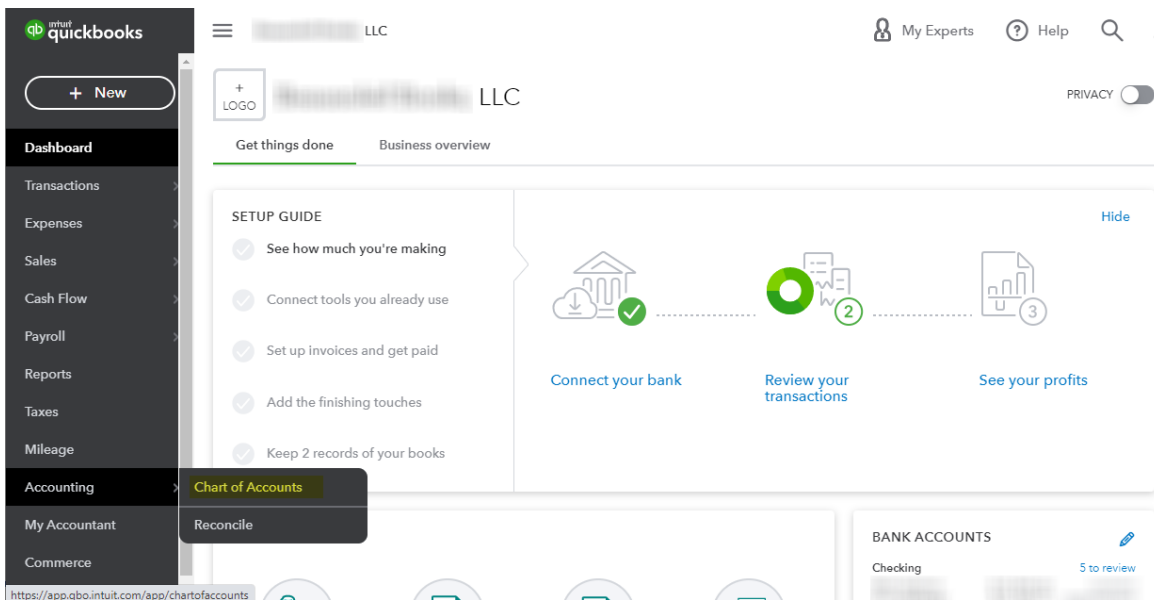 qb intuit quickbooks
LLC
My Experts
? Help
+ New
+
LOGO
LLC
PRIVACY
Get things done
Business overview
Dashboard
Transactions
Expenses
Sales
Cash Flow
Payroll
Reports
Taxes
Mileage
Accounting
My Accountant
Commerce
Chart of Accounts
Reconcile
SETUP GUIDE
See how much you're making
Connect tools you already use
Set up invoices and get paid
Add the finishing touches
Keep 2 records of your books
Hide
2
3
Connect your bank
Review your
transactions
See your profits
BANK ACCOUNTS
Checking
5 to review
https://app.qbo.intuit.com/app/chartofaccounts